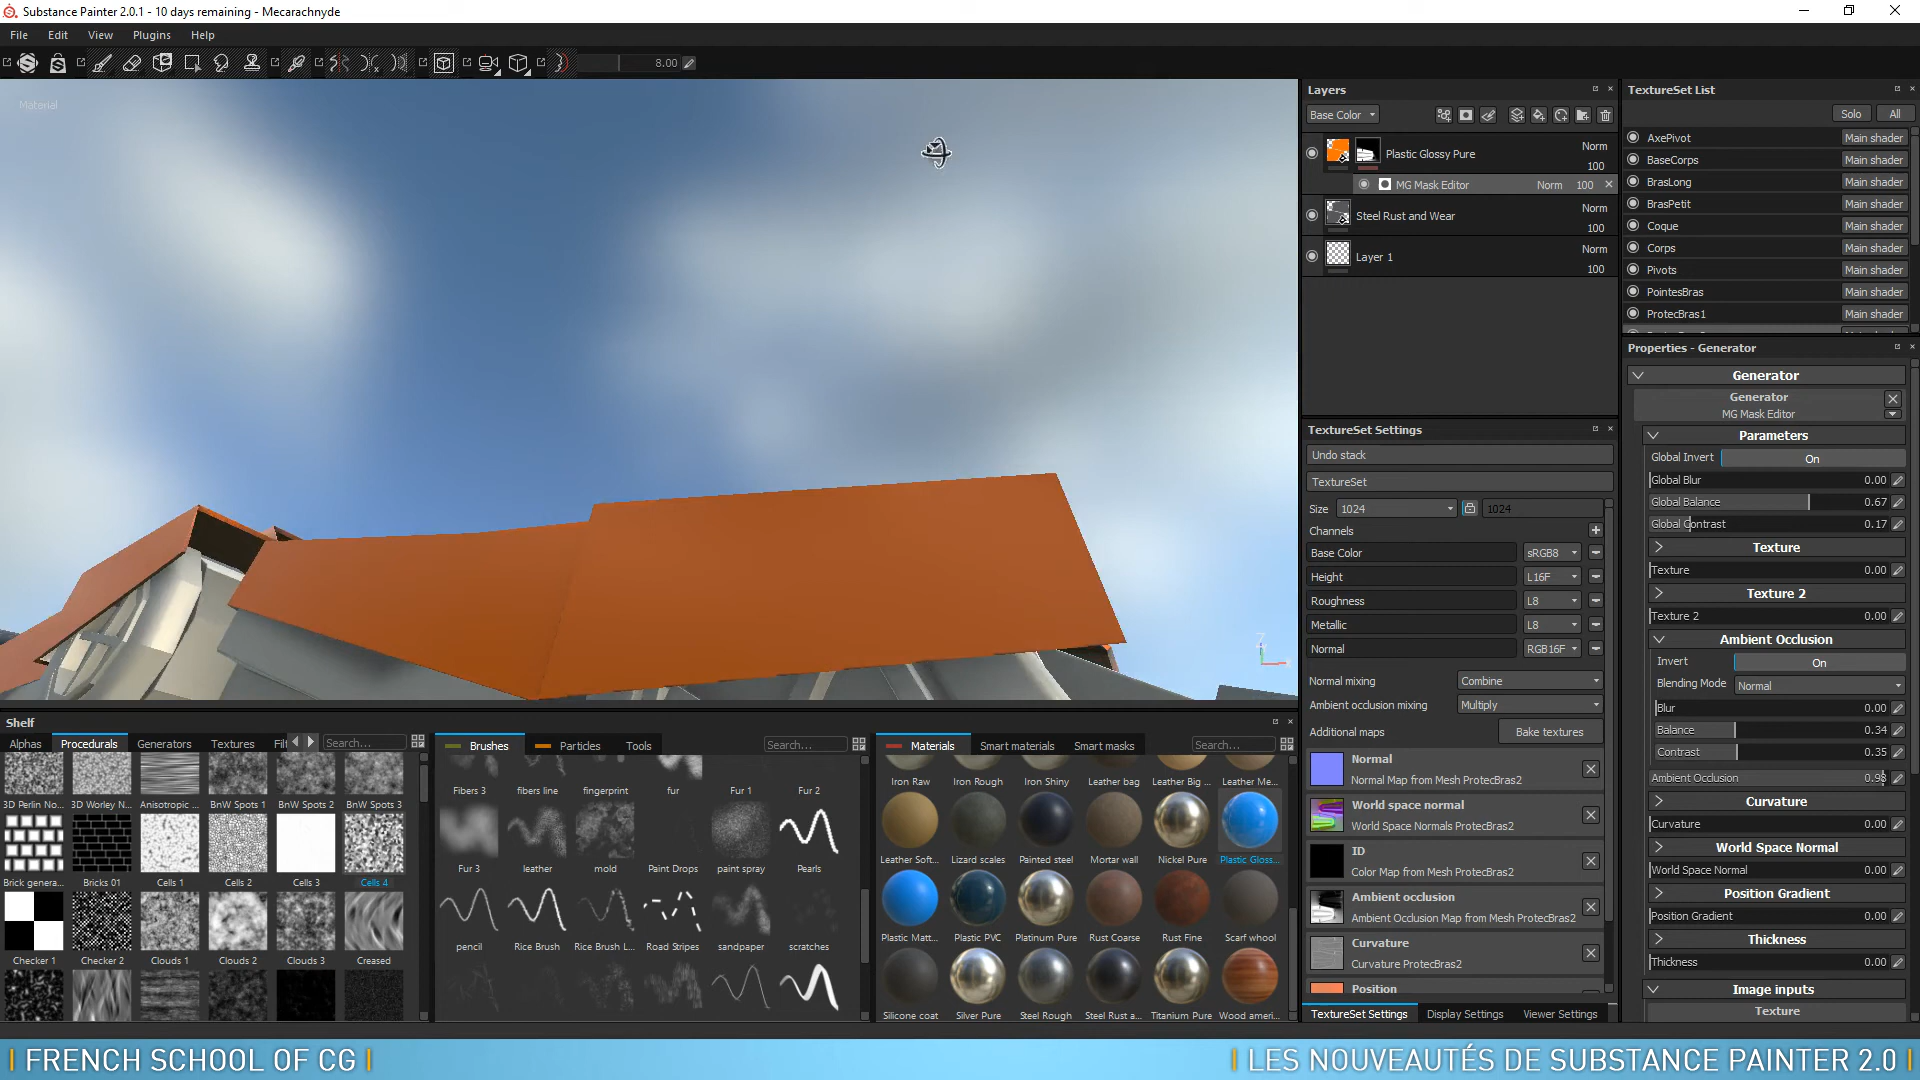 Substance Painter 2.0.1 - 10 days remaining - Mecarachnyde
File Edit View Plugins Help
8.00
Material
Layers
Base Color
Plastic Glossy Pure Norm 100
MG Mask Editor Norm 100
Steel Rust and Wear Norm 100
Layer 1 Norm 100
TextureSet List
Solo All
AxePivot Main shader
BaseCorps Main shader
BrasLong Main shader
BrasPetit Main shader
Coque Main shader
Corps Main shader
Pivots Main shader
PointesBras Main shader
ProtecBras1 Main shader
TextureSet Settings
Undo stack
TextureSet
Size 1024 1024
Channels
Base Color sRGB8
Height L16F
Roughness L8
Metallic L8
Normal RGB16F
Normal mixing Combine
Ambient occlusion mixing Multiply
Additional maps Bake textures
Normal
Normal Map from Mesh ProtecBras2
World space normal
World Space Normals ProtecBras2
ID
Color Map from Mesh ProtecBras2
Ambient occlusion
Ambient Occlusion Map from Mesh ProtecBras2
Curvature
Curvature ProtecBras2
Position
TextureSet Settings Display Settings Viewer Settings
Properties - Generator
Generator
Generator
MG Mask Editor
Parameters
Global Invert On
Global Blur 0.00
Global Balance 0.67
Global Contrast 0.17
Texture
Texture 0.00
Texture 2
Texture 2 0.00
Ambient Occlusion
Invert On
Blending Mode Normal
Blur 0.00
Balance 0.34
Contrast 0.35
Ambient Occlusion 0.98
Curvature
Curvature 0.00
World Space Normal
World Space Normal 0.00
Position Gradient
Position Gradient 0.00
Thickness
Thickness 0.00
Image inputs
Texture
Z
Shelf
Alphas Procedurals Generators Textures Filt Search...
3D Perlin No... 3D Worley N... Anisotropic ... BnW Spots 1 BnW Spots 2 BnW Spots 3
Brick genera... Bricks 01 Cells 1 Cells 2 Cells 3 Cells 4
Checker 1 Checker 2 Clouds 1 Clouds 2 Clouds 3 Creased
Brushes Particles Tools Search...
Fibers 3 fibers line fingerprint fur Fur 1 Fur 2
Fur 3 leather mold Paint Drops paint spray Pearls
pencil Rice Brush Rice Brush L... Road Stripes sandpaper scratches
Materials Smart materials Smart masks Search...
Iron Raw Iron Rough Iron Shiny Leather bag Leather Big ... Leather Me...
Leather Soft... Lizard scales Painted steel Mortar wall Nickel Pure Plastic Gloss...
Plastic Matt... Plastic PVC Platinum Pure Rust Coarse Rust Fine Scarf whool
Silicone coat Silver Pure Steel Rough Steel Rust a... Titanium Pure Wood ameri...
| FRENCH SCHOOL OF CG |
| LES NOUVEAUTÉS DE SUBSTANCE PAINTER 2.0 |